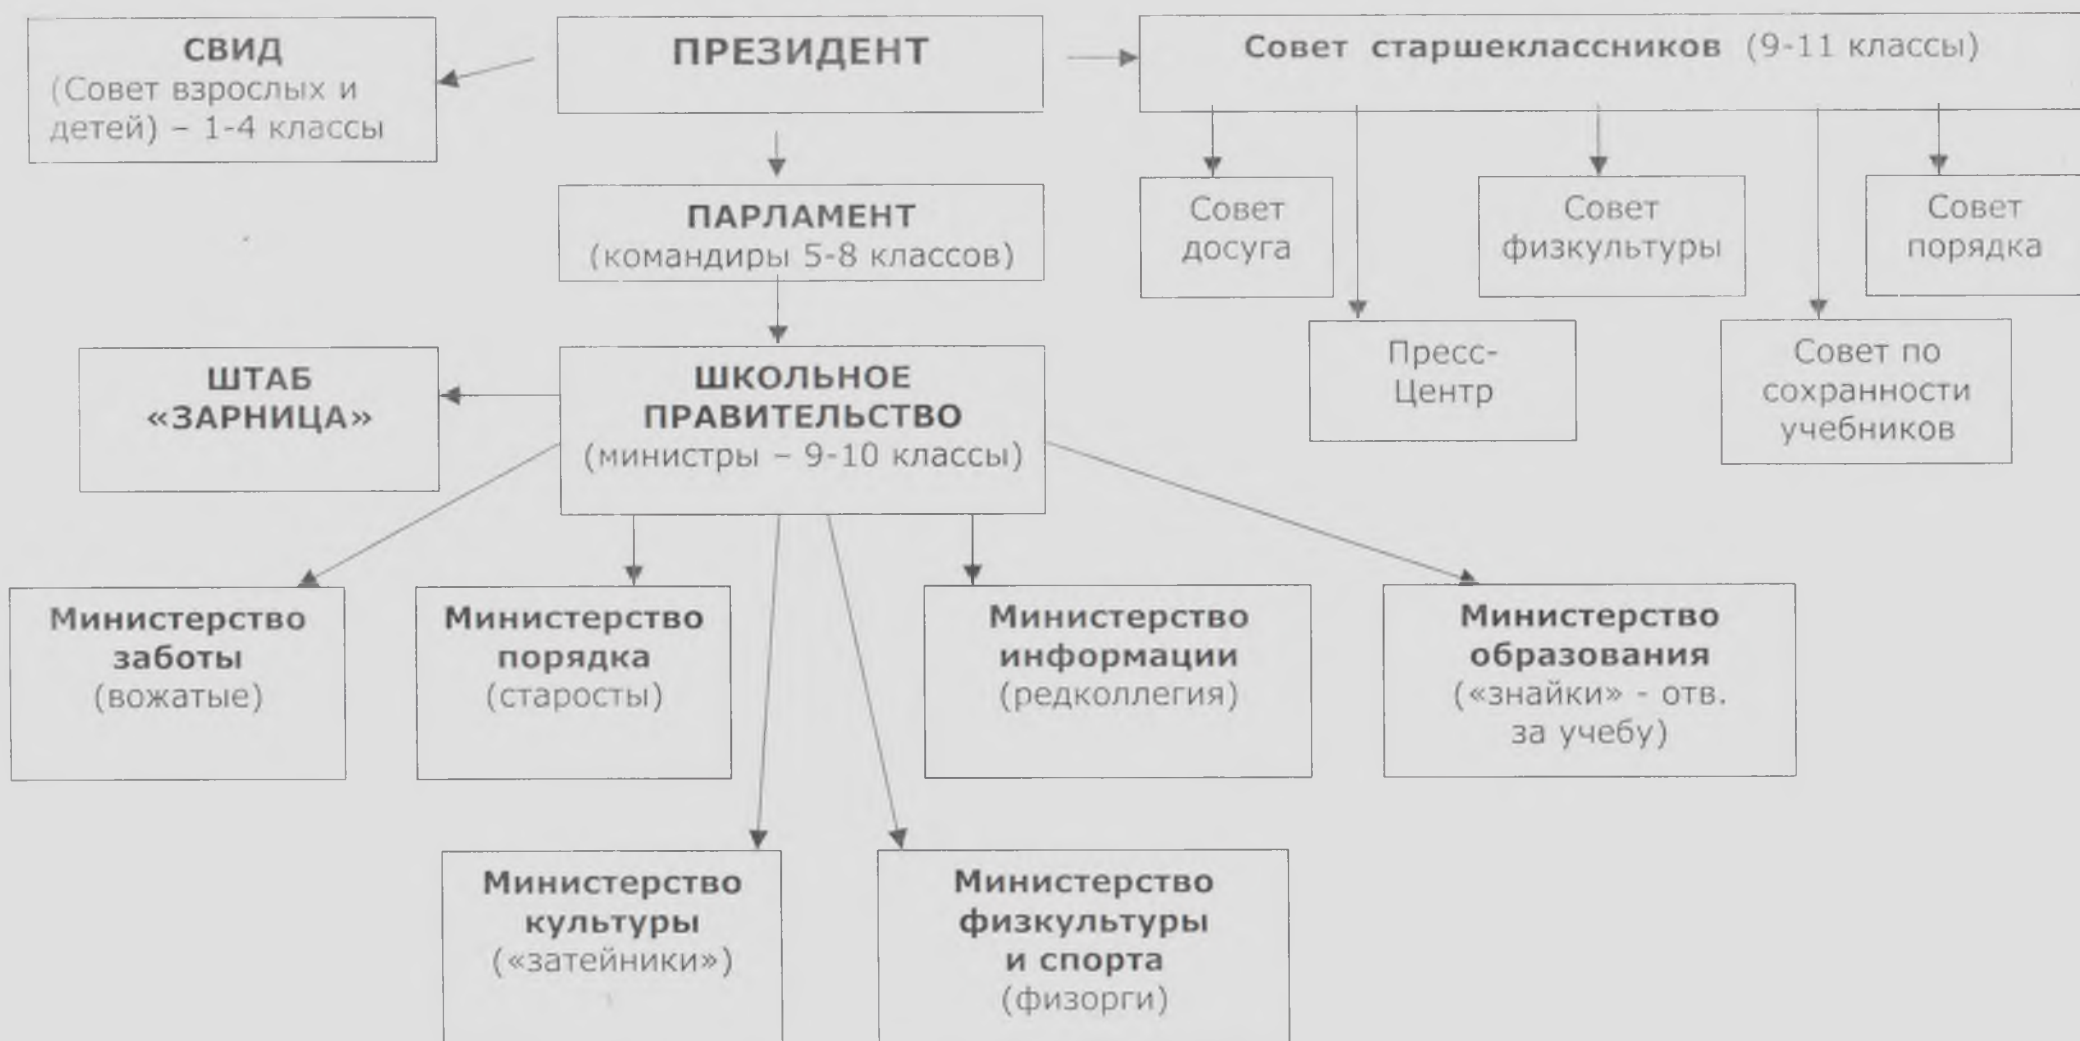 СВИД
(Совет взрослых и
детей) – 1-4 классы
ПРЕЗИДЕНТ
Совет старшеклассников (9-11 классы)
ПАРЛАМЕНТ
(командиры 5-8 классов)
Совет
досуга
Совет
физкультуры
Совет
порядка
Пресс-
Центр
Совет по
сохранности
учебников
ШТАБ
«ЗАРНИЦА»
ШКОЛЬНОЕ
ПРАВИТЕЛЬСТВО
(министры – 9-10 классы)
Министерство
заботы
(вожатые)
Министерство
порядка
(старосты)
Министерство
информации
(редколлегия)
Министерство
образования
(«знайки» - отв.
за учебу)
Министерство
культуры
(«затейники»)
Министерство
физкультуры
и спорта
(физорги)